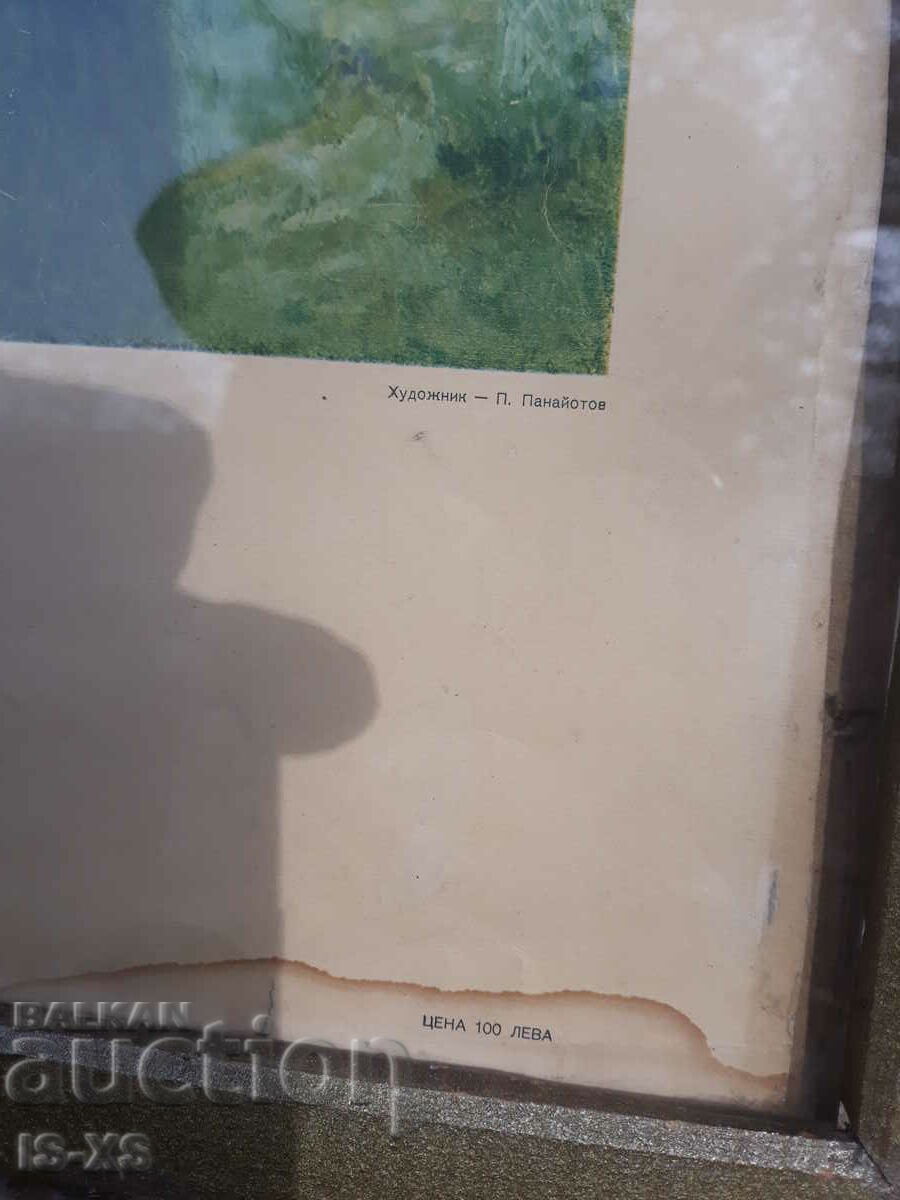 Художник — П. Панайотов
ЦЕНА 100 ЛЕВА
BALKAN
auction
IS-XS